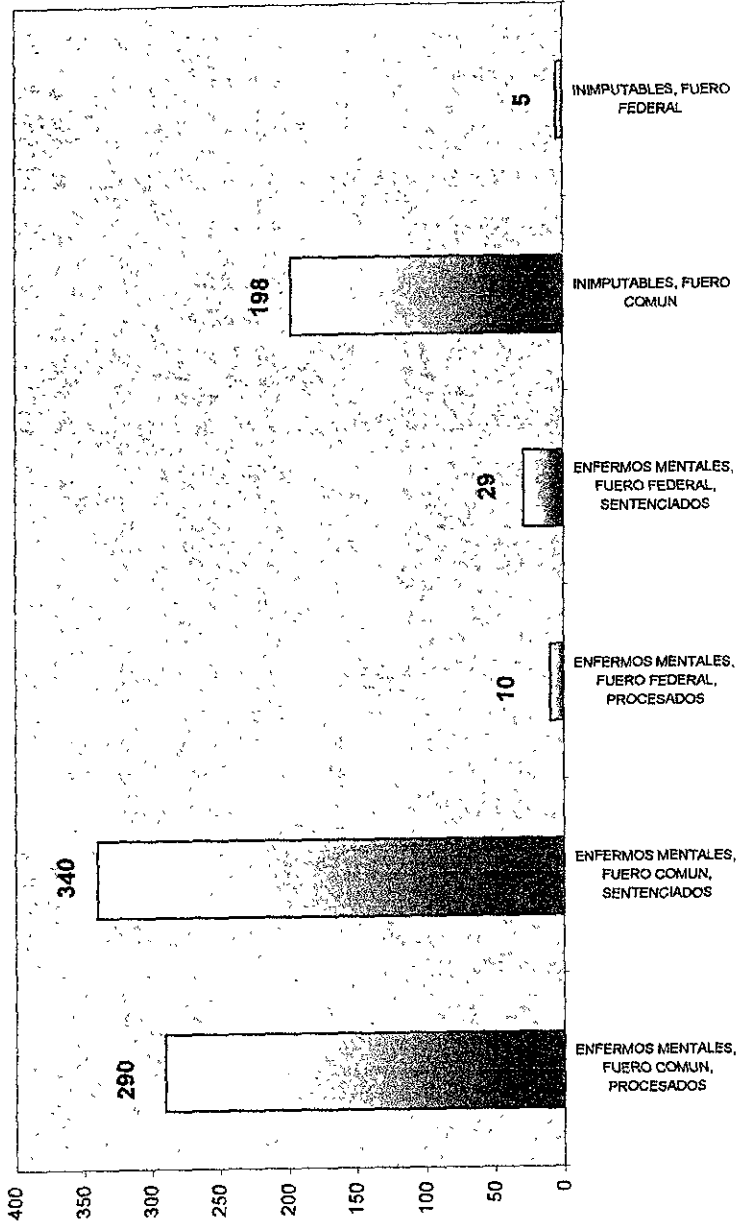 400
350
300
250
200
150
100
50
0
290
340
10
29
198
5
ENFERMOS MENTALES,
FUERO COMUN,
PROCESADOS
ENFERMOS MENTALES,
FUERO COMUN,
SENTENCIADOS
ENFERMOS MENTALES,
FUERO FEDERAL,
PROCESADOS
ENFERMOS MENTALES,
FUERO FEDERAL,
SENTENCIADOS
INIMPUTABLES, FUERO
COMUN
INIMPUTABLES, FUERO
FEDERAL